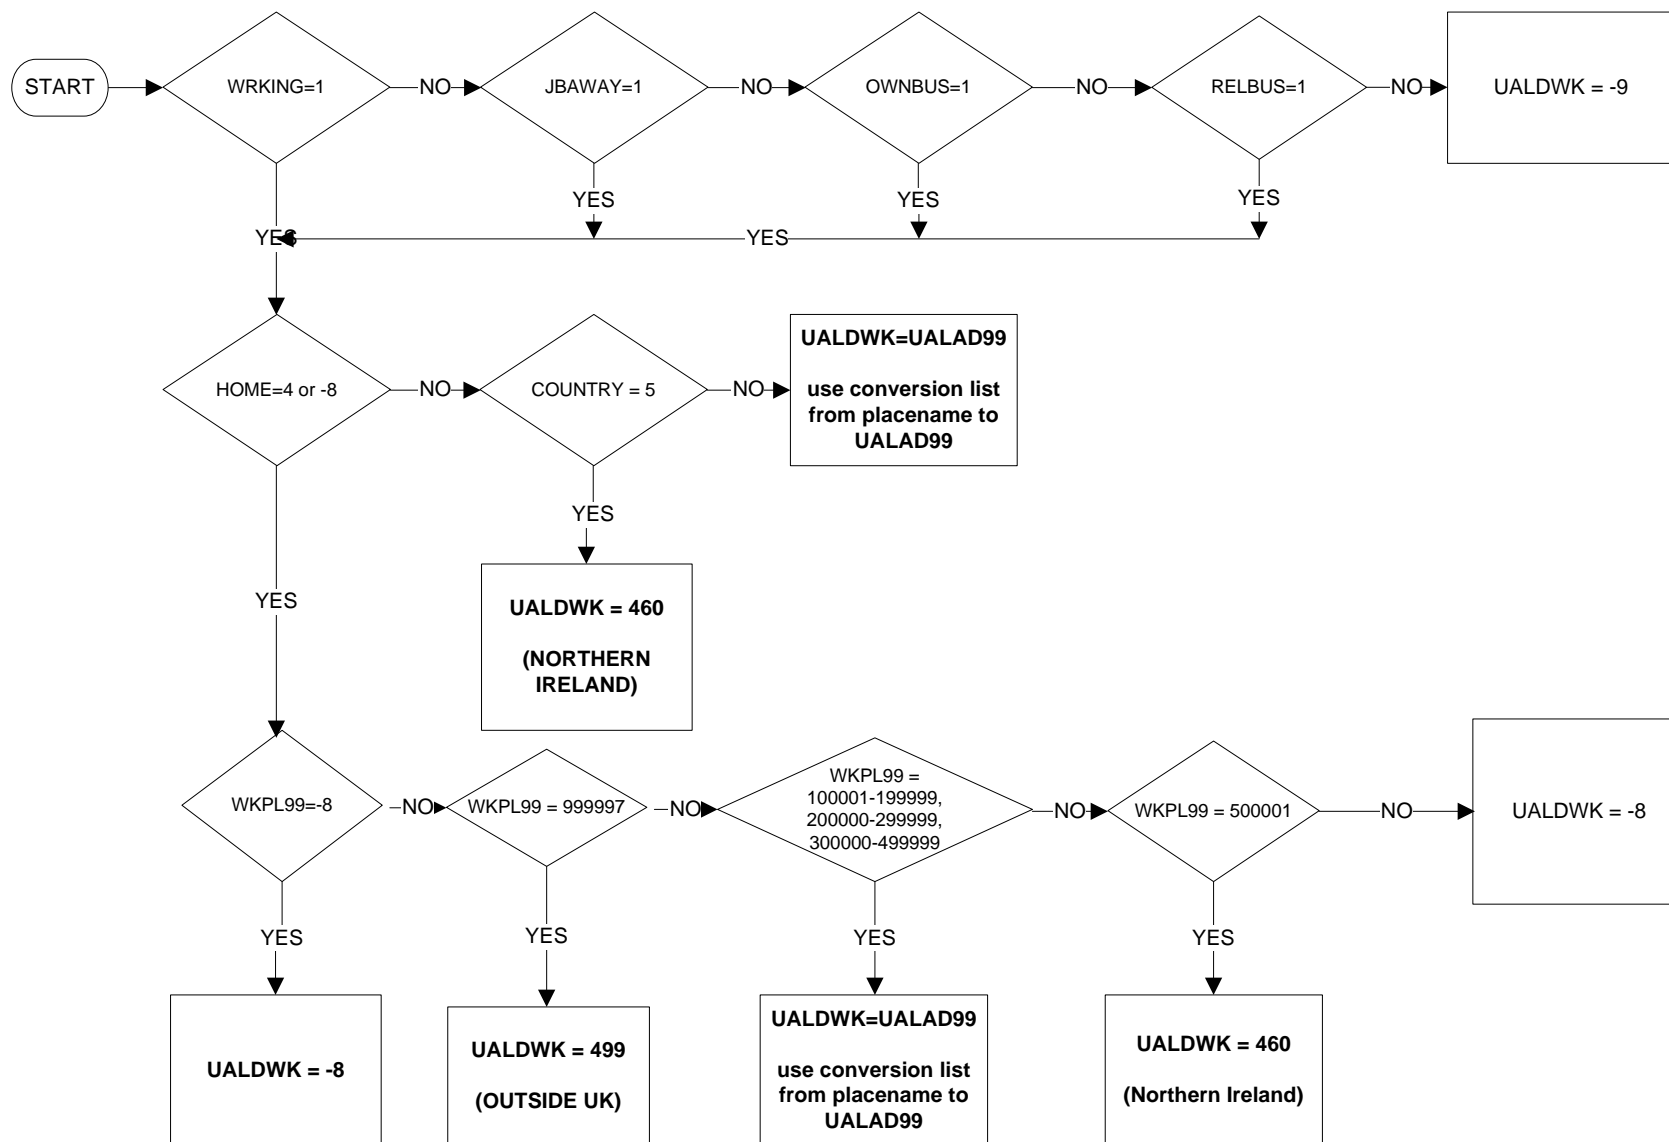 START
WRKING=1
NO
JBAWAY=1
NO
OWNBUS=1
NO
RELBUS=1
NO
UALDWK = -9
YES
YES
YES
YES
YES
HOME=4 or -8
NO
COUNTRY = 5
NO
UALDWK=UALAD99
use conversion list
from placename to
UALAD99
YES
YES
UALDWK = 460
(NORTHERN
IRELAND)
WKPL99=-8
NO
WKPL99 = 999997
NO
WKPL99 =
100001-199999,
200000-299999,
300000-499999
NO
WKPL99 = 500001
NO
UALDWK = -8
YES
YES
YES
YES
UALDWK = -8
UALDWK = 499
(OUTSIDE UK)
UALDWK=UALAD99
use conversion list
from placename to
UALAD99
UALDWK = 460
(Northern Ireland)